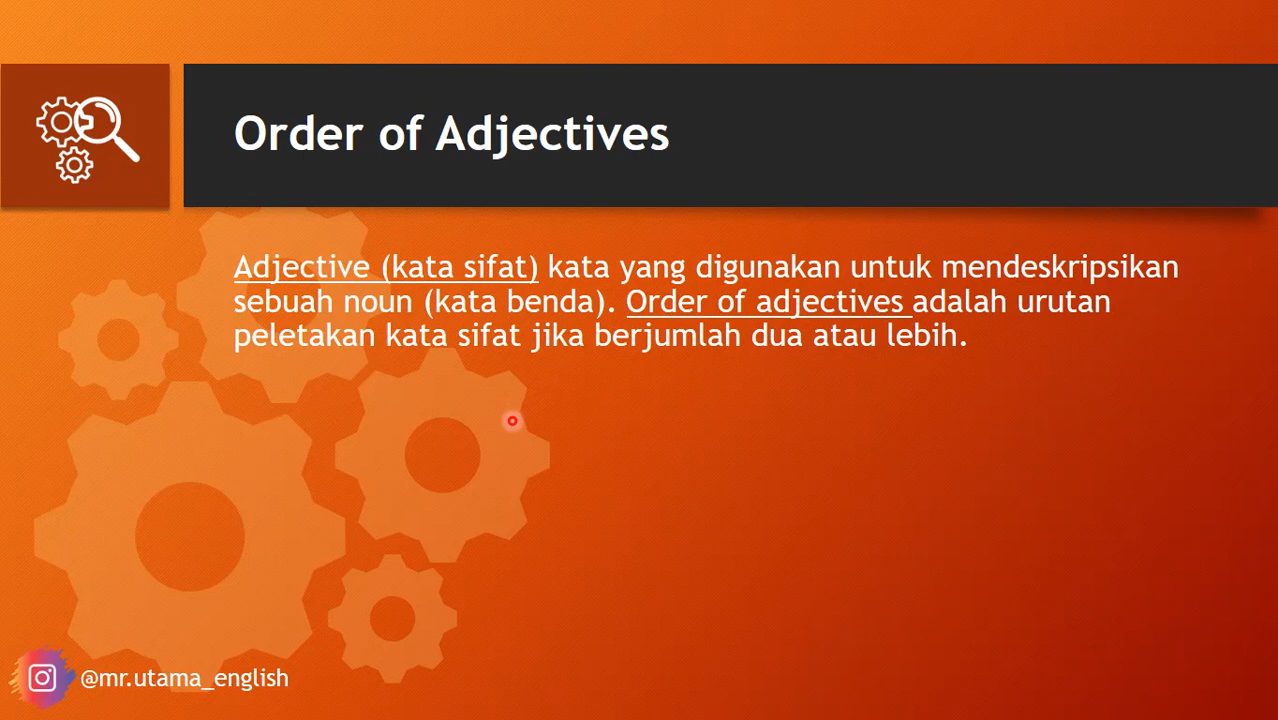 Order of Adjectives
Adjective (kata sifat) kata yang digunakan untuk mendeskripsikan
sebuah noun (kata benda). Order of adjectives adalah urutan
peletakan kata sifat jika berjumlah dua atau lebih.
@mr.utama_english